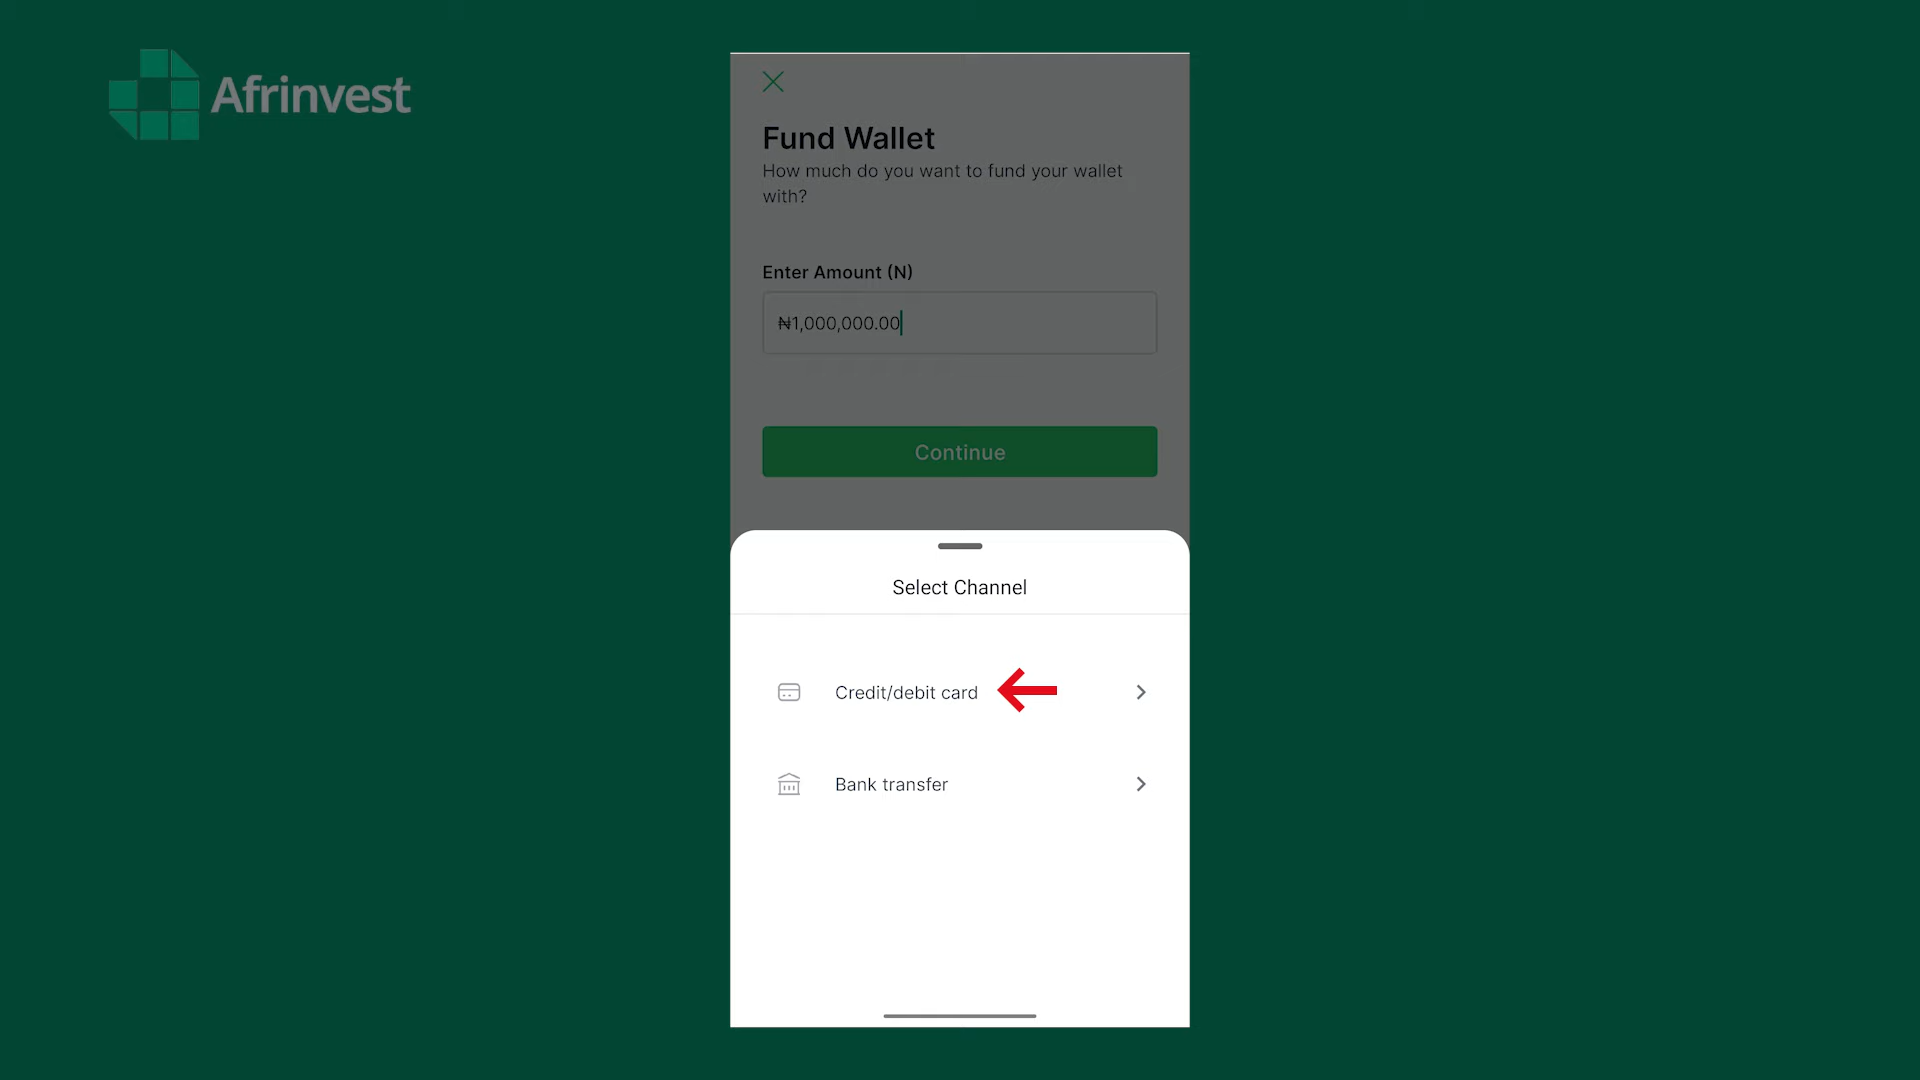 Afrinvest
Fund Wallet
How much do you want to fund your wallet
with?
Enter Amount (N)
₦1,000,000.00
Continue
Select Channel
Credit/debit card
Bank transfer